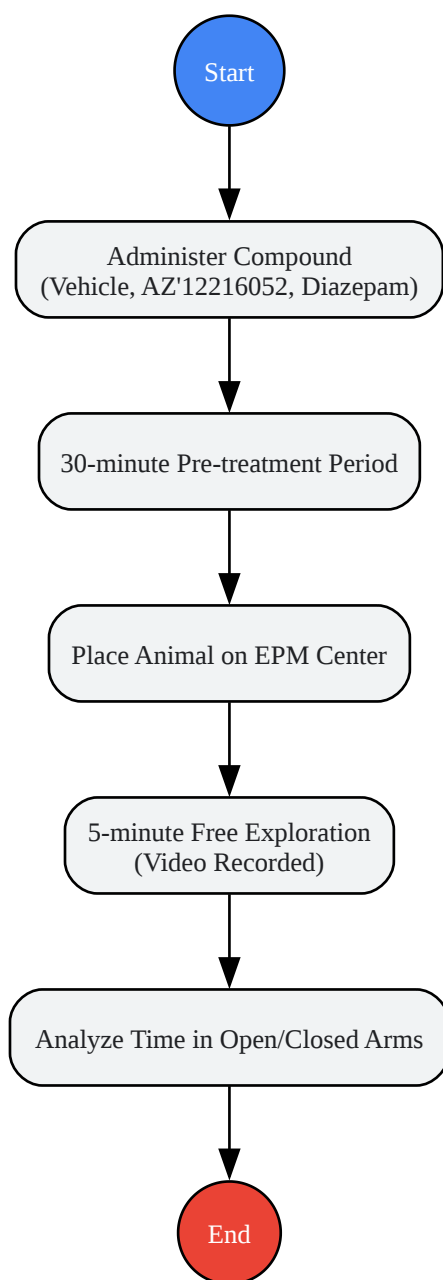 Start
Administer Compound
(Vehicle, AZ'12216052, Diazepam)
30-minute Pre-treatment Period
Place Animal on EPM Center
5-minute Free Exploration
(Video Recorded)
Analyze Time in Open/Closed Arms
End